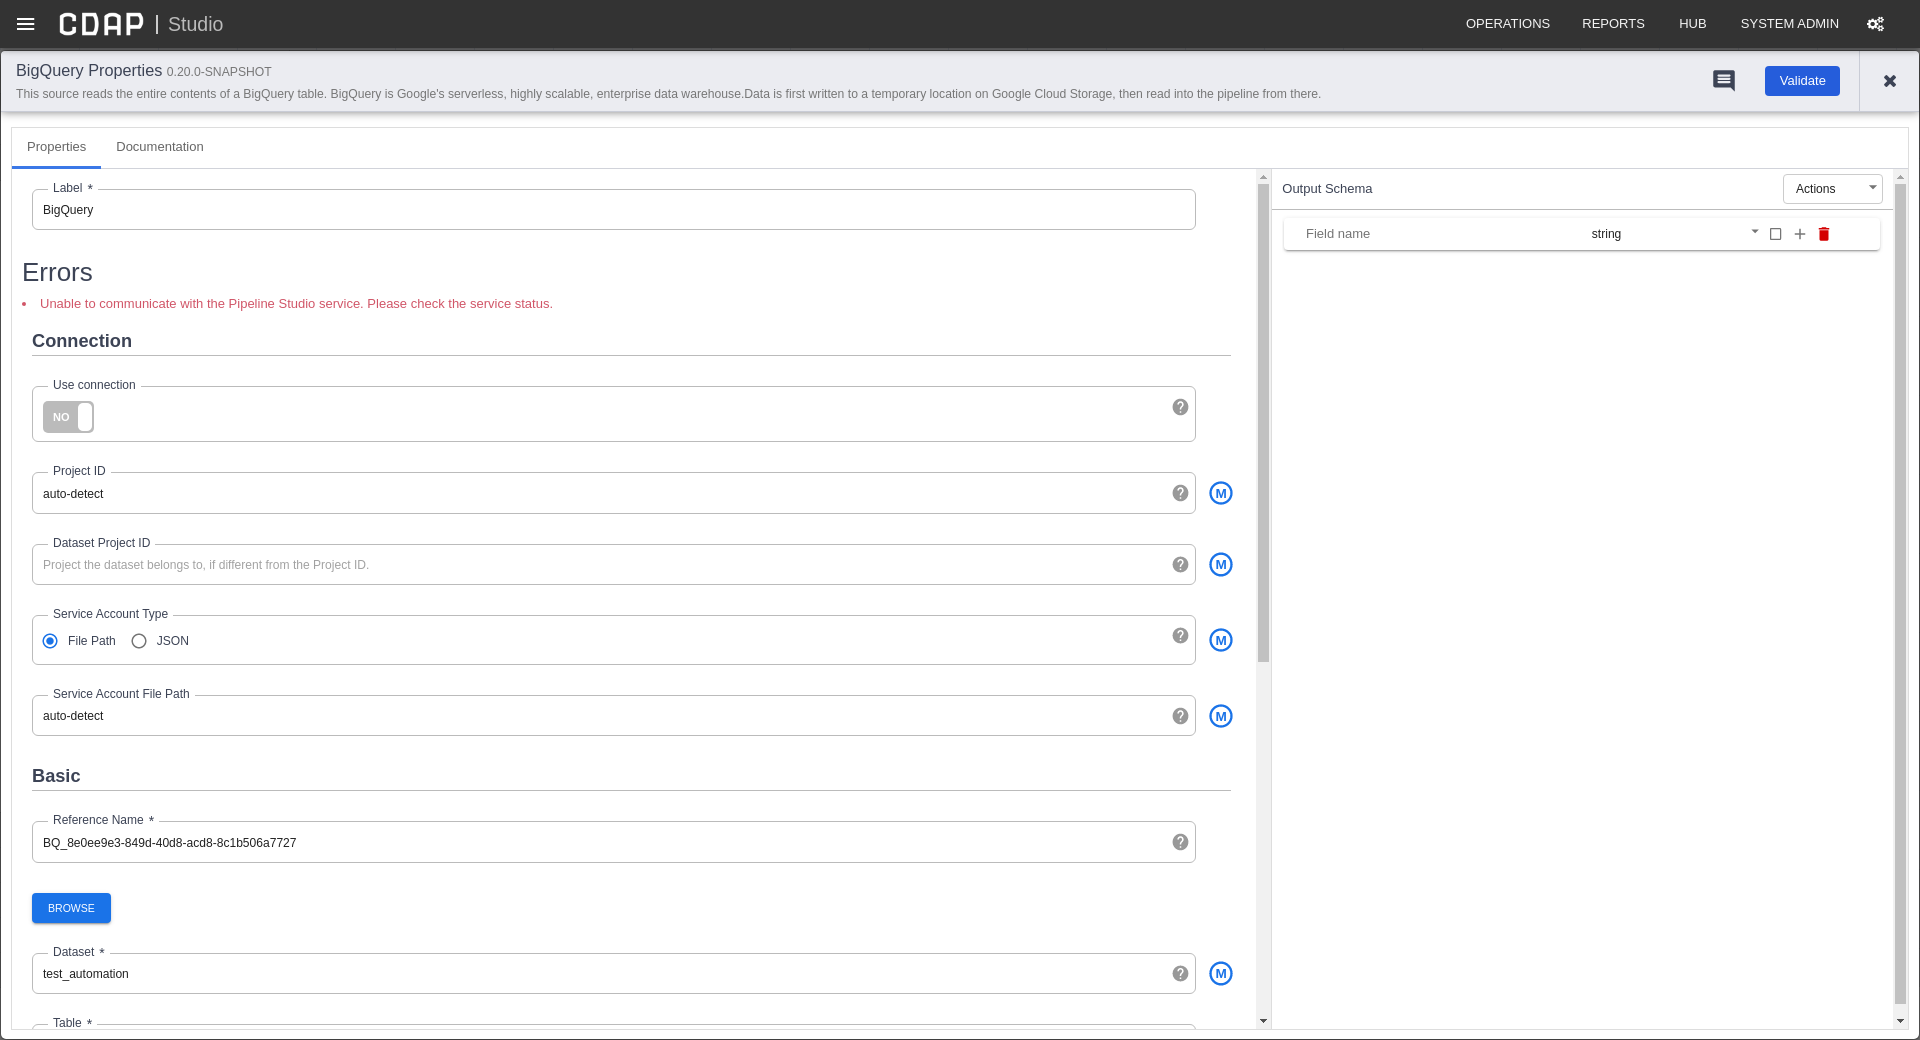 CDAP | Studio
OPERATIONS REPORTS HUB SYSTEM ADMIN
BigQuery Properties 0.20.0-SNAPSHOT
This source reads the entire contents of a BigQuery table. BigQuery is Google's serverless, highly scalable, enterprise data warehouse.Data is first written to a temporary location on Google Cloud Storage, then read into the pipeline from there.
Validate
Properties Documentation
Label *
BigQuery
Errors
• Unable to communicate with the Pipeline Studio service. Please check the service status.
Connection
Use connection
NO
Project ID
auto-detect
M
Dataset Project ID
Project the dataset belongs to, if different from the Project ID.
M
Service Account Type
File Path JSON
M
Service Account File Path
auto-detect
M
Basic
Reference Name *
BQ_8e0ee9e3-849d-40d8-acd8-8c1b506a7727
BROWSE
Dataset *
test_automation
M
Table *
Output Schema
Actions
Field name string